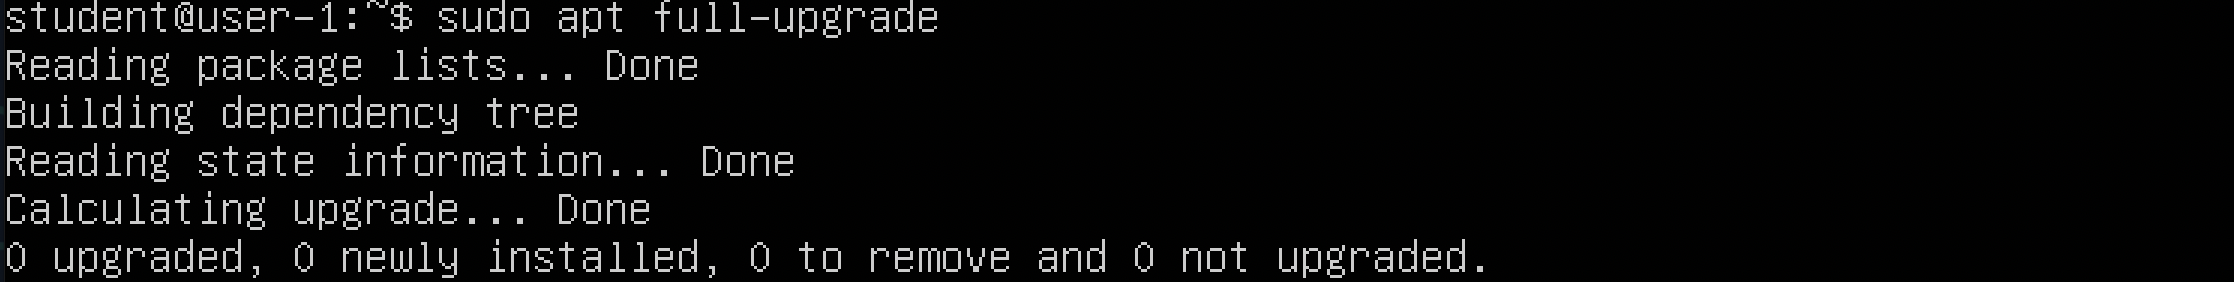 student@user-1:~$ sudo apt full-upgrade
Reading package lists... Done
Building dependency tree
Reading state information... Done
Calculating upgrade... Done
0 upgraded, 0 newly installed, 0 to remove and 0 not upgraded.